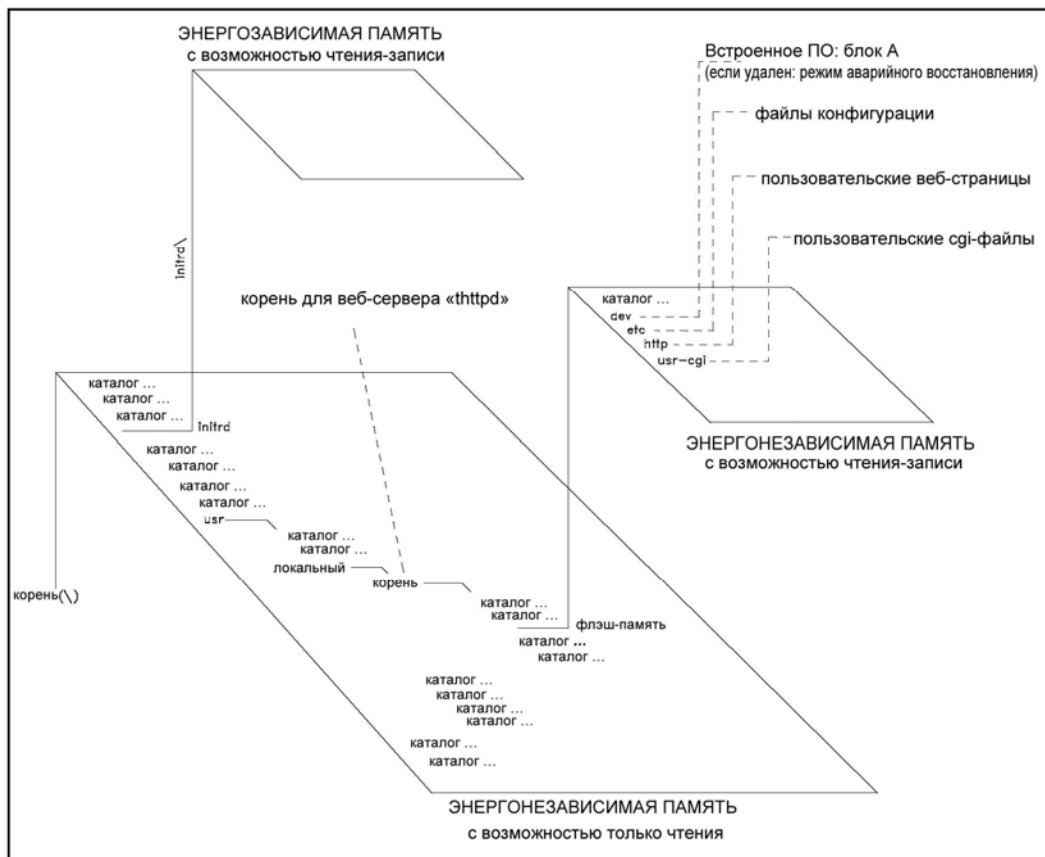 ЭНЕРГОЗАВИСИМАЯ ПАМЯТЬ
с возможностью чтения-записи
Встроенное ПО: блок А
(если удален: режим аварийного восстановления)
файлы конфигурации
пользовательские веб-страницы
пользовательские cgi-файлы
initrd\
корень для веб-сервера «thttpd»
каталог ...
dev
etc
http
usr-cgi
ЭНЕРГОНЕЗАВИСИМАЯ ПАМЯТЬ
с возможностью чтения-записи
каталог ...
каталог ...
каталог ...
initrd
каталог ...
каталог ...
каталог ...
каталог ...
usr
каталог ...
каталог ...
локальный
корень
корень(\)
каталог ...
каталог ...
флэш-память
каталог ...
каталог ...
каталог ...
каталог ...
каталог ...
каталог ...
каталог ...
каталог ...
ЭНЕРГОНЕЗАВИСИМАЯ ПАМЯТЬ
с возможностью только чтения